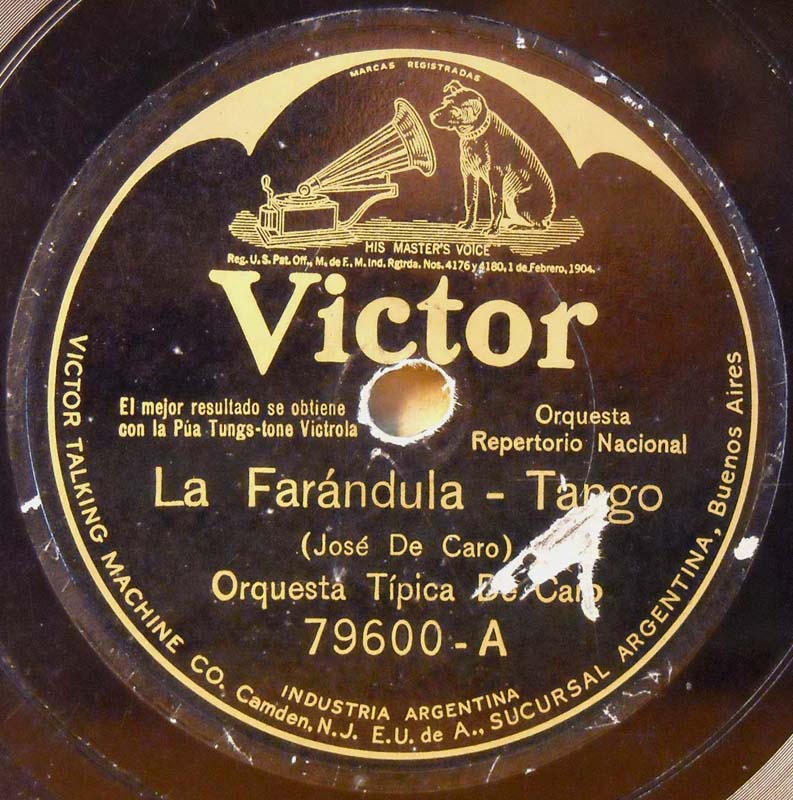 MARCAS REGISTRADAS
HIS MASTER'S VOICE
Reg. U.S. Pat. Off., M. de F., M. Ind. Rgtrda. Nos. 4176 y 4180, 1 de Febrero, 1904.
Victor
El mejor resultado se obtiene
con la Púa Tungs-tone Victrola
Orquesta
Repertorio Nacional
La Farándula - Tango
(José De Caro)
Orquesta Típica De Caro
79600 - A
INDUSTRIA ARGENTINA
VICTOR TALKING MACHINE CO. Camden, N.J. E.U. de A., SUCURSAL ARGENTINA, Buenos Aires